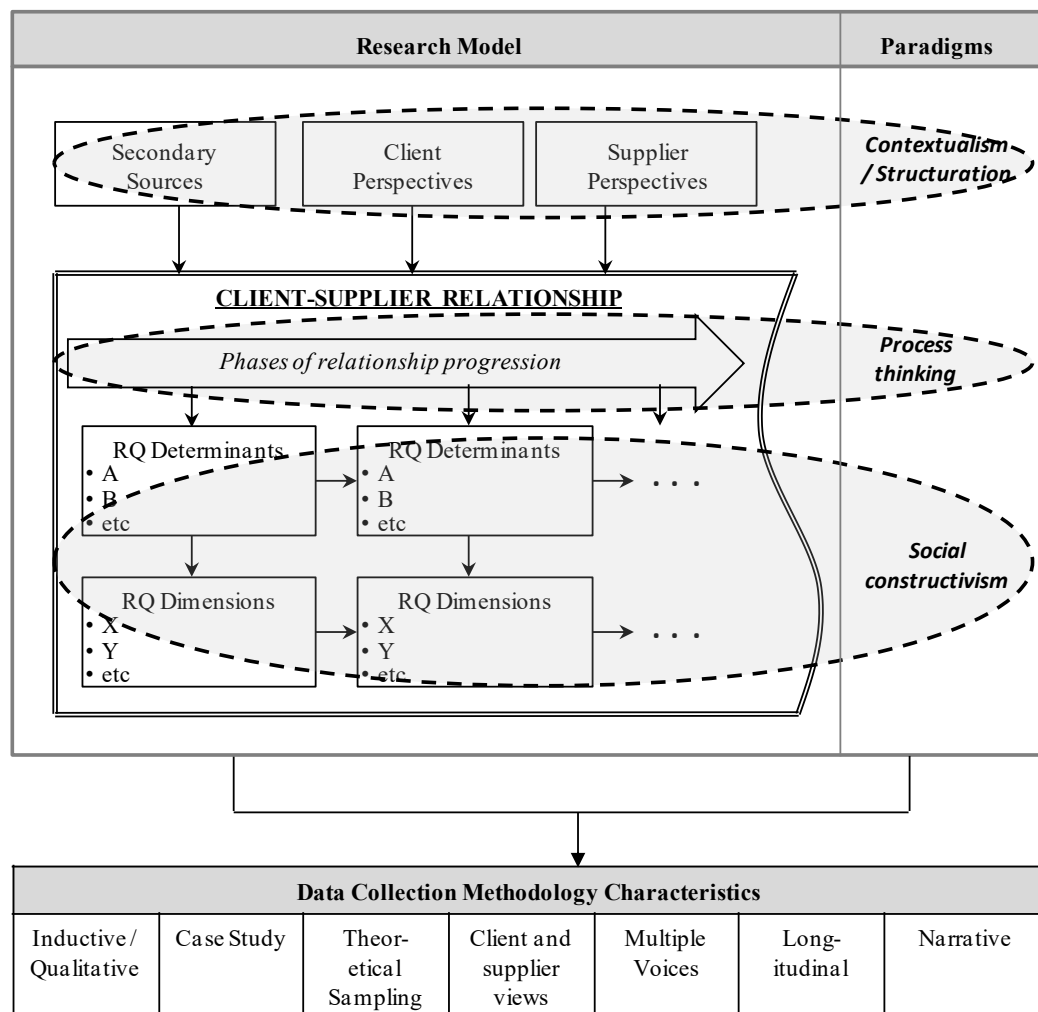 Research Model
Paradigms
Secondary
Sources
Client
Perspectives
Supplier
Perspectives
Contextualism
/ Structuration
CLIENT-SUPPLIER RELATIONSHIP
Phases of relationship progression
Process
thinking
RQ Determinants
• A
• B
• etc
RQ Determinants
• A
• B
• etc
. . .
RQ Dimensions
• X
• Y
• etc
RQ Dimensions
• X
• Y
• etc
. . .
Social
constructivism
Data Collection Methodology Characteristics
Inductive /
Qualitative
Case Study
Theor-
etical
Sampling
Client and
supplier
views
Multiple
Voices
Long-
itudinal
Narrative